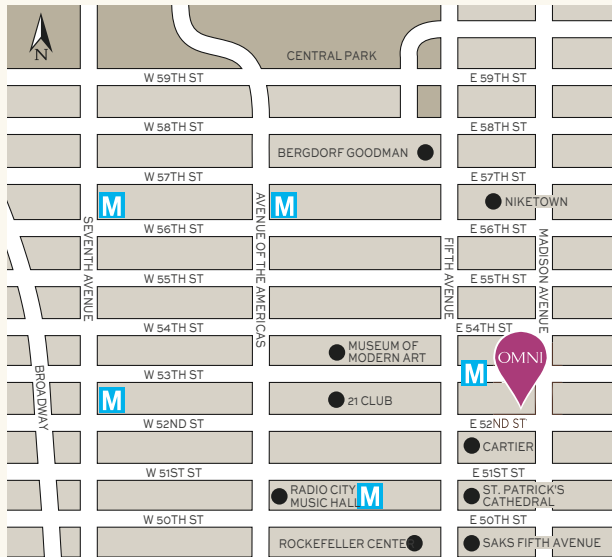 N
CENTRAL PARK
W 59TH ST
E 59TH ST
W 58TH ST
E 58TH ST
BERGDORF GOODMAN
W 57TH ST
E 57TH ST
M
M
NIKETOWN
SEVENTH AVENUE
AVENUE OF THE AMERICAS
FIFTH AVENUE
MADISON AVENUE
W 56TH ST
E 56TH ST
W 55TH ST
E 55TH ST
W 54TH ST
E 54TH ST
MUSEUM OF
MODERN ART
OMNI
M
BROADWAY
W 53TH ST
M
21 CLUB
W 52ND ST
E 52ND ST
CARTIER
W 51ST ST
E 51ST ST
RADIO CITY
MUSIC HALL
M
ST. PATRICK'S
CATHEDRAL
W 50TH ST
E 50TH ST
ROCKEFELLER CENTER
SAKS FIFTH AVENUE